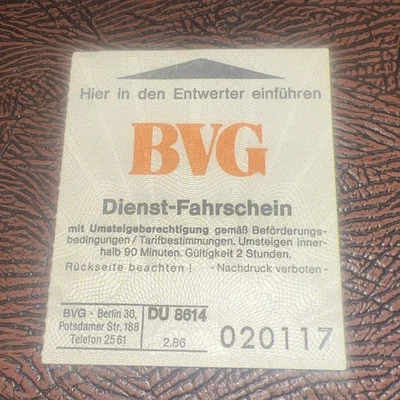 Hier in den Entwerter einführen
BVG
Dienst-Fahrschein
mit Umsteigeberechtigung gemäß Beförderungs-
bedingungen / Tarifbestimmungen. Umsteigen inner-
halb 90 Minuten. Gültigkeit 2 Stunden.
Rückseite beachten ! - Nachdruck verboten -
BVG · Berlin 30,
Potsdamer Str. 188
Telefon 25 61
DU 8614
2.86
020117